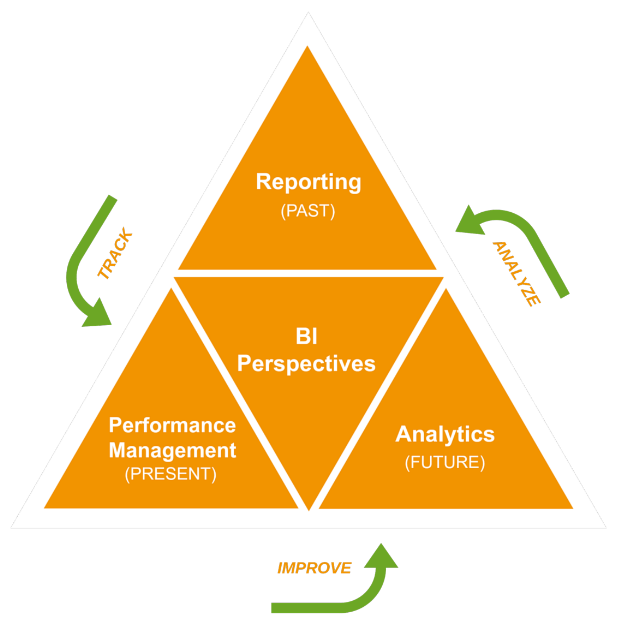 Reporting
(PAST)
TRACK
ANALYZE
BI
Perspectives
Performance
Management
(PRESENT)
Analytics
(FUTURE)
IMPROVE